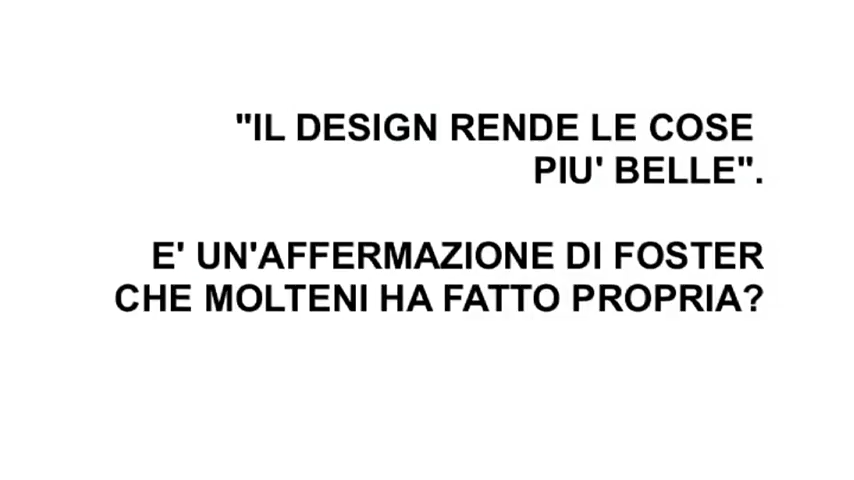 "IL DESIGN RENDE LE COSE
PIU' BELLE".
E' UN'AFFERMAZIONE DI FOSTER
CHE MOLTENI HA FATTO PROPRIA?